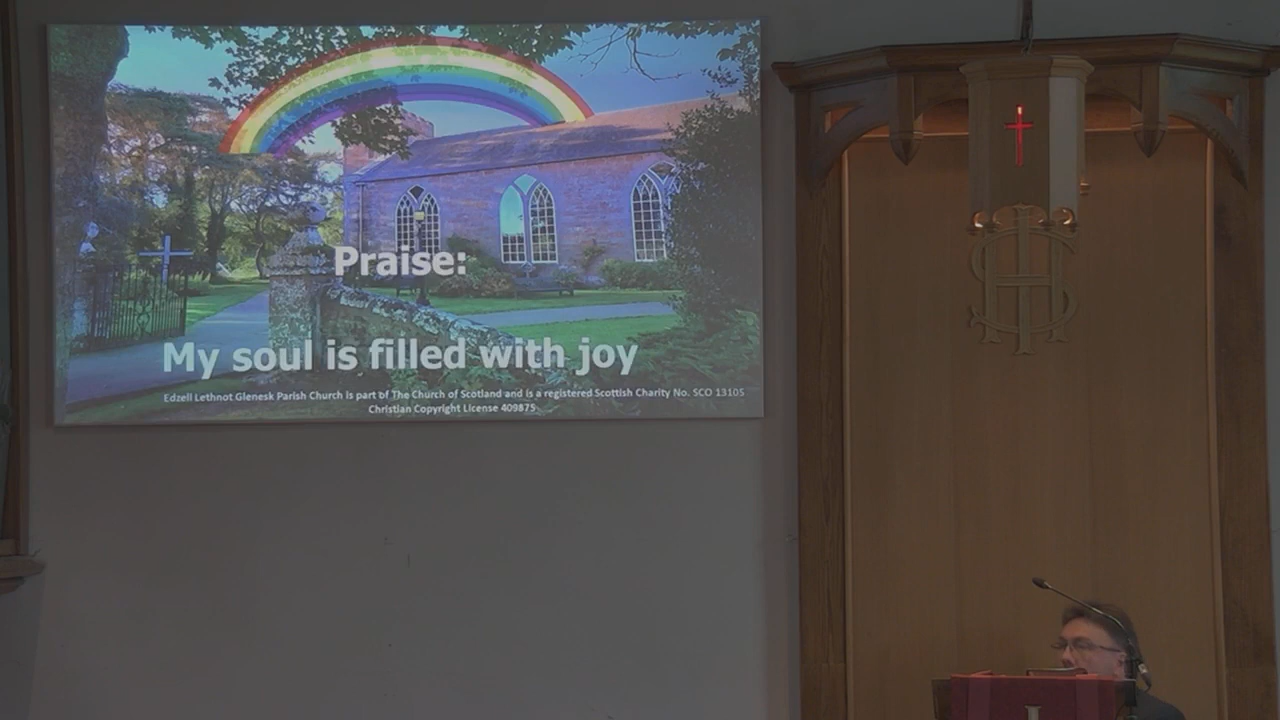 Praise:
My soul is filled with joy
Edzell Lethnot Glenesk Parish Church is part of The Church of Scotland and is a registered Scottish Charity No. SCO 13105
Christian Copyright License 409875
IHS